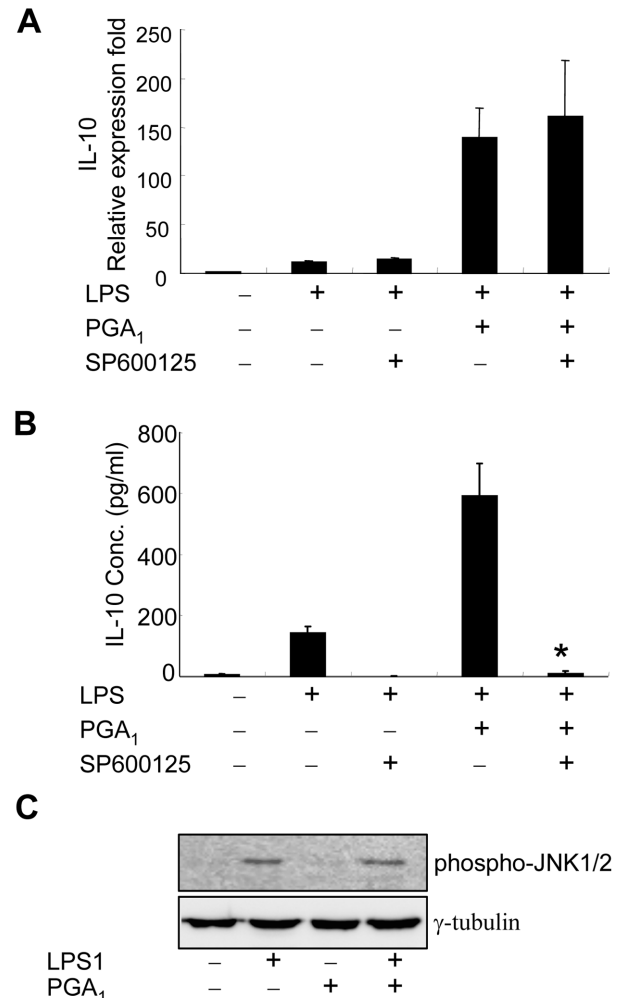 A
IL-10
Relative expression fold
250
200
150
100
50
0
LPS – + + + +
PGA₁ – – – + +
SP600125 – – + – +
B
IL-10 Conc. (pg/ml)
800
600
400
200
0
*
LPS – + + + +
PGA₁ – – – + +
SP600125 – – + – +
C
phospho-JNK1/2
γ-tubulin
LPS1 – + – +
PGA₁ – – + +